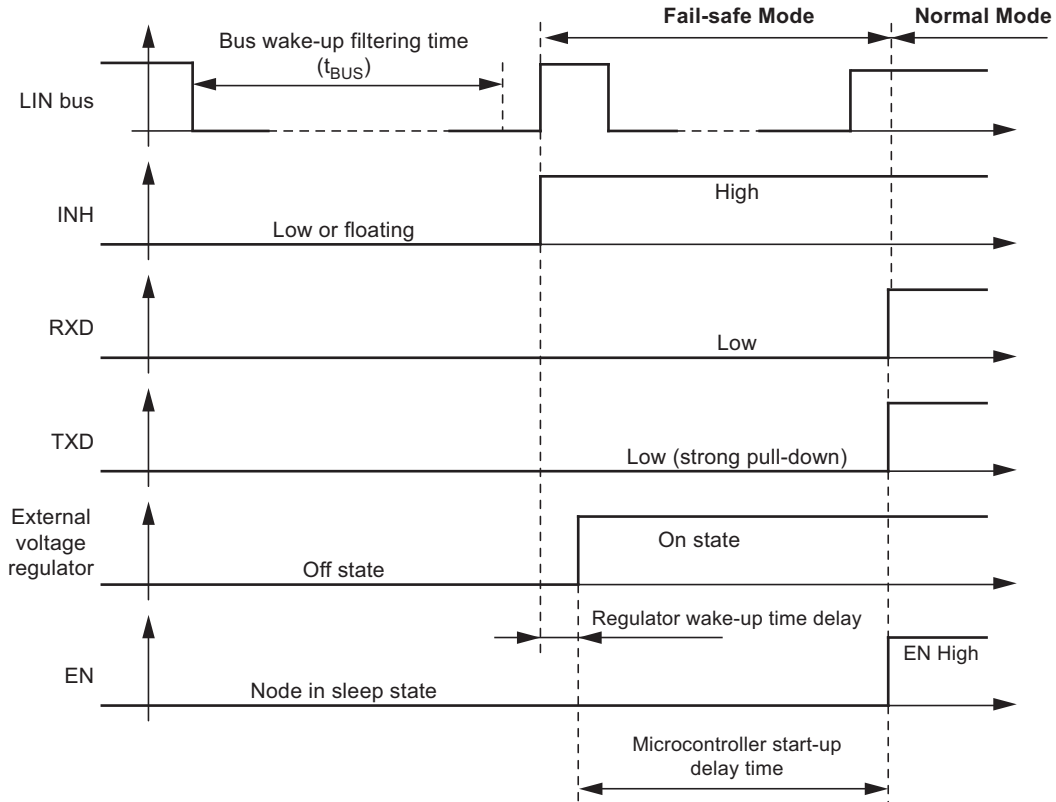 Fail-safe Mode
Normal Mode
Bus wake-up filtering time
(tBUS)
LIN bus
INH
High
Low or floating
RXD
Low
TXD
Low (strong pull-down)
External
voltage
regulator
On state
Off state
Regulator wake-up time delay
EN
EN High
Node in sleep state
Microcontroller start-up
delay time